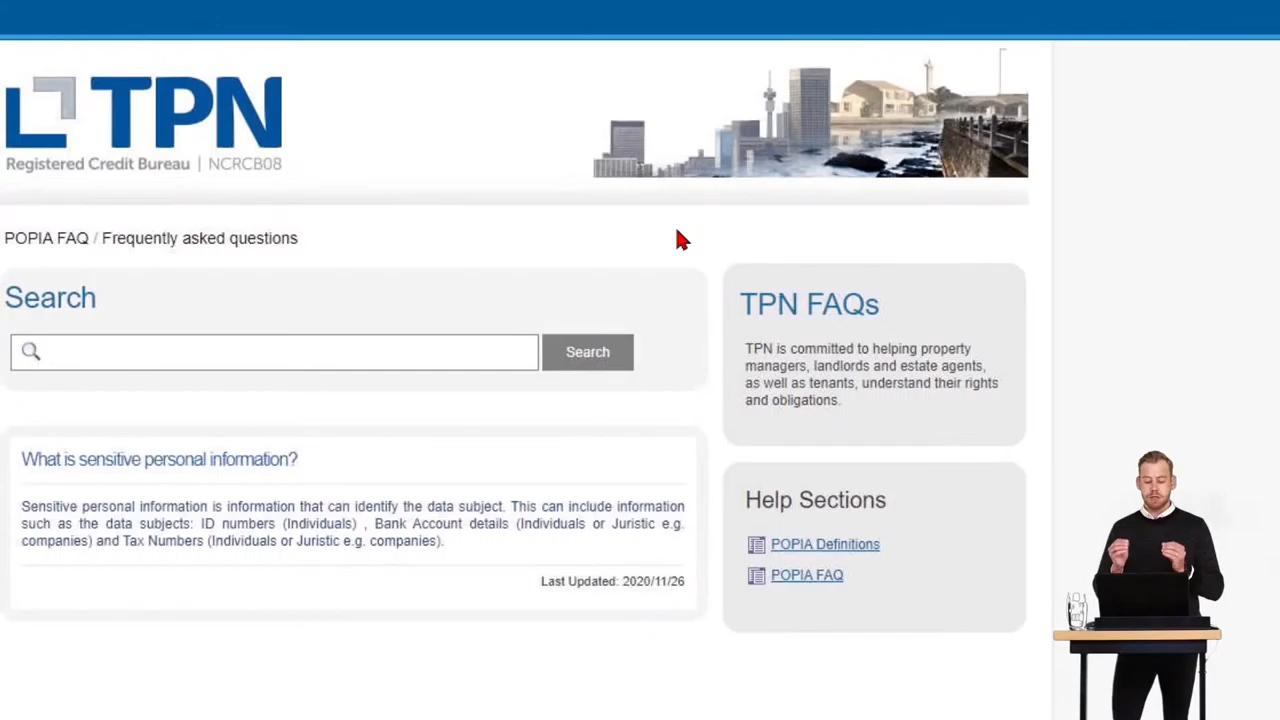 TPN
Registered Credit Bureau | NCRCB08
POPIA FAQ / Frequently asked questions
Search
Search
What is sensitive personal information?
Sensitive personal information is information that can identify the data subject. This can include information
such as the data subjects: ID numbers (Individuals) , Bank Account details (Individuals or Juristic e.g.
companies) and Tax Numbers (Individuals or Juristic e.g. companies).
Last Updated: 2020/11/26
TPN FAQs
TPN is committed to helping property
managers, landlords and estate agents,
as well as tenants, understand their rights
and obligations.
Help Sections
POPIA Definitions
POPIA FAQ